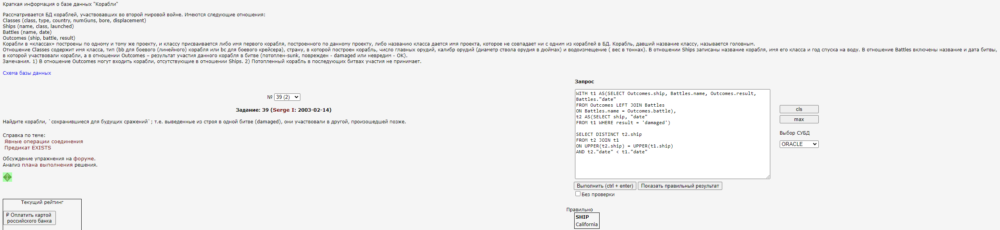 Краткая информация о базе данных "Корабли"
Рассматривается БД кораблей, участвовавших во второй мировой войне. Имеются следующие отношения:
Classes (class, type, country, numGuns, bore, displacement)
Ships (name, class, launched)
Battles (name, date)
Outcomes (ship, battle, result)
Корабли в «классах» построены по одному и тому же проекту, и классу присваивается либо имя первого корабля, построенного по данному проекту, либо названию класса дается имя проекта, которое не совпадает ни с одним из кораблей в БД. Корабль, давший название классу, называется головным.
Отношение Classes содержит имя класса, тип (bb для боевого (линейного) корабля или bc для боевого крейсера), страну, в которой построен корабль, число главных орудий, калибр орудий (диаметр ствола орудия в дюймах) и водоизмещение ( вес в тоннах). В отношении Ships записаны название корабля, имя его класса и год спуска на воду. В отношение Battles включены название и дата битвы,
в которой участвовали корабли, а в отношении Outcomes – результат участия данного корабля в битве (потоплен-sunk, поврежден - damaged или невредим - OK).
Замечания. 1) В отношение Outcomes могут входить корабли, отсутствующие в отношении Ships. 2) Потопленный корабль в последующих битвах участия не принимает.
Схема базы данных
№ 39 (2)
Задание: 39 (Serge I: 2003-02-14)
Найдите корабли, `сохранившиеся для будущих сражений`; т.е. выведенные из строя в одной битве (damaged), они участвовали в другой, произошедшей позже.
Справка по теме:
Явные операции соединения
Предикат EXISTS
Обсуждение упражнения на форуме.
Анализ плана выполнения решения.
Текущий рейтинг
₽ Оплатить картой
российского банка
Запрос
WITH t1 AS(SELECT Outcomes.ship, Battles.name, Outcomes.result,
Battles."date"
FROM Outcomes LEFT JOIN Battles
ON Battles.name = Outcomes.battle),
t2 AS(SELECT ship, "date"
FROM t1 WHERE result = 'damaged')
SELECT DISTINCT t2.ship
FROM t2 JOIN t1
ON UPPER(t2.ship) = UPPER(t1.ship)
AND t2."date" < t1."date"
cls
max
Выбор СУБД
ORACLE
Выполнить (ctrl + enter) Показать правильный результат
Без проверки
Правильно
SHIP
California